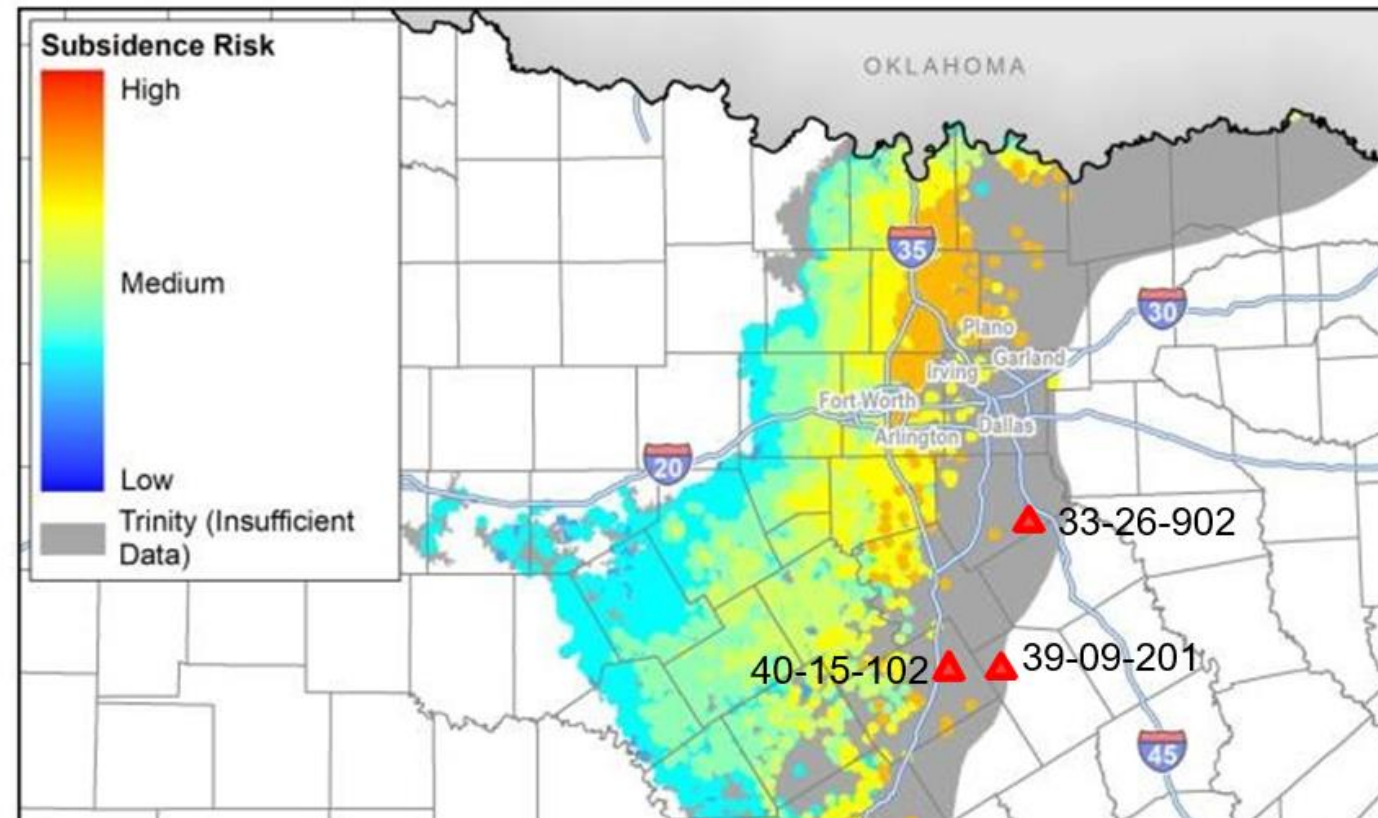 Subsidence Risk
High
Medium
Low
Trinity (Insufficient
Data)
OKLAHOMA
35
30
Plano
Garland
Irving
Fort Worth
Dallas
Arlington
20
33-26-902
39-09-201
40-15-102
45